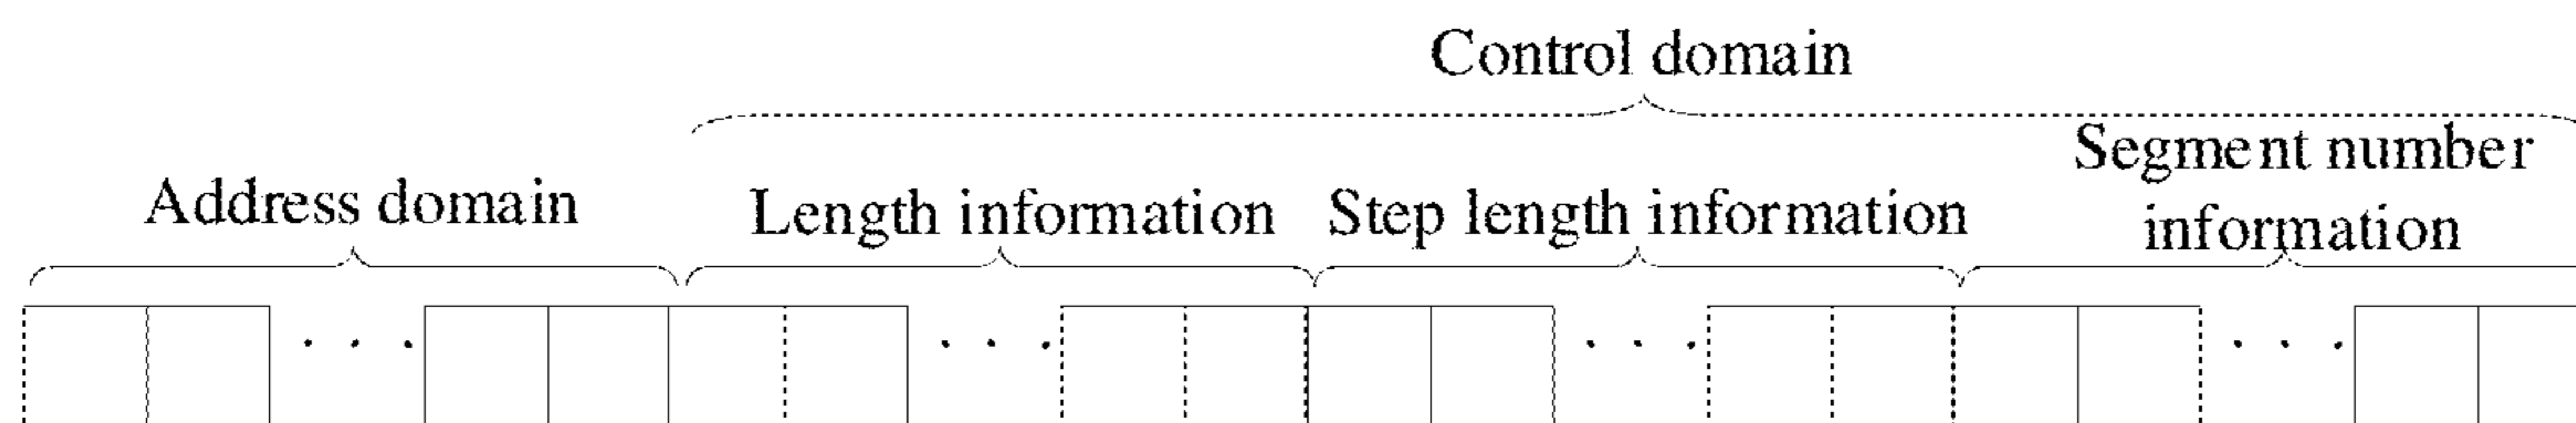 Control domain
Address domain
Length information
Step length information
Segment number
information